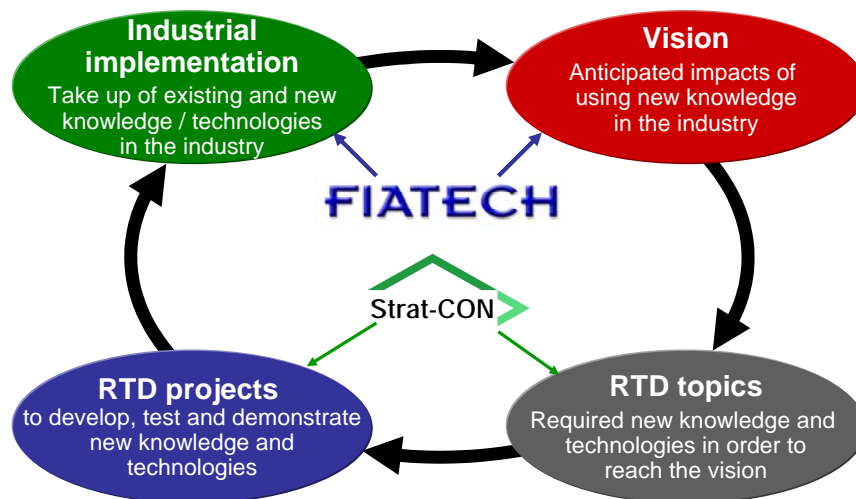 Industrial
implementation
Take up of existing and new
knowledge / technologies
in the industry
Vision
Anticipated impacts of
using new knowledge
in the industry
FIATECH
Strat-CON
RTD projects
to develop, test and demonstrate
new knowledge and
technologies
RTD topics
Required new knowledge and
technologies in order to
reach the vision